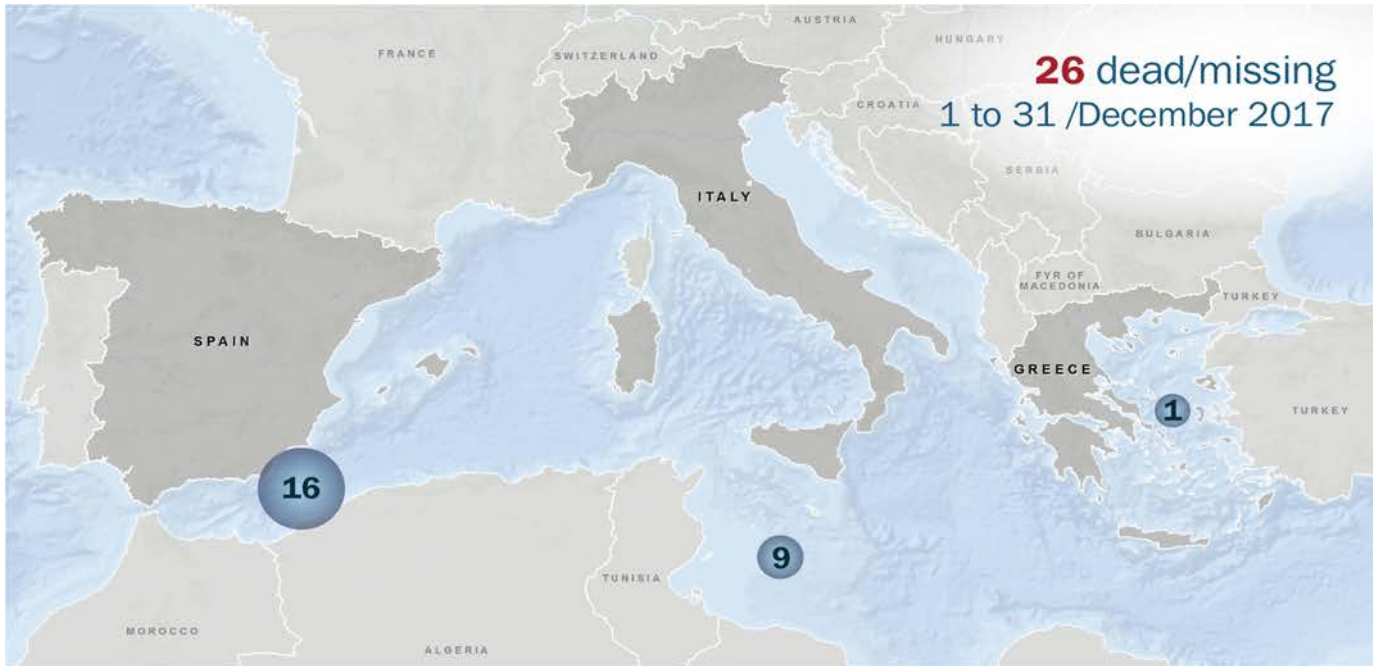 AUSTRIA
FRANCE
SWITZERLAND
HUNGARY
26 dead/missing
1 to 31 /December 2017
CROATIA
SERBIA
ITALY
BULGARIA
FYR OF
MACEDONIA
TURKEY
SPAIN
GREECE
1
TURKEY
16
9
TUNISIA
MOROCCO
ALGERIA